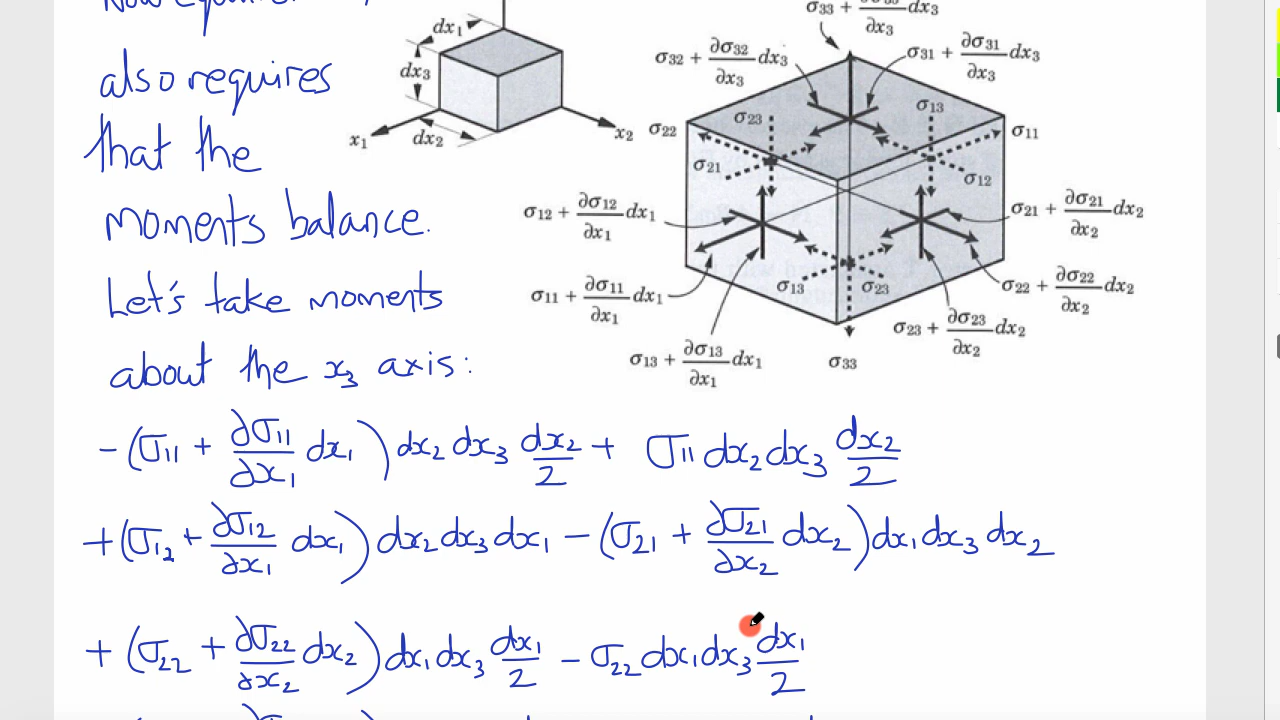 also requires
that the
moments balance.
Let's take moments
about the x₃ axis:
dx₁
dx₃
dx₂
x₁
x₂
σ₃₂ + ∂σ₃₂/∂x₃ dx₃
σ₃₁ + ∂σ₃₁/∂x₃ dx₃
σ₂₂
σ₂₃
σ₁₃
σ₁₁
σ₂₁
σ₁₂
σ₁₂ + ∂σ₁₂/∂x₁ dx₁
σ₂₁ + ∂σ₂₁/∂x₂ dx₂
σ₁₁ + ∂σ₁₁/∂x₁ dx₁
σ₁₃
σ₂₃
σ₂₂ + ∂σ₂₂/∂x₂ dx₂
σ₂₃ + ∂σ₂₃/∂x₂ dx₂
σ₁₃ + ∂σ₁₃/∂x₁ dx₁
σ₃₃
- (σ₁₁ + ∂σ₁₁/∂x₁ dx₁) dx₂ dx₃ dx₂/2 + σ₁₁ dx₂ dx₃ dx₂/2
+ (σ₁₂ + ∂σ₁₂/∂x₁ dx₁) dx₂ dx₃ dx₁ - (σ₂₁ + ∂σ₂₁/∂x₂ dx₂) dx₁ dx₃ dx₂
+ (σ₂₂ + ∂σ₂₂/∂x₂ dx₂) dx₁ dx₃ dx₁/2 - σ₂₂ dx₁ dx₃ dx₁/2